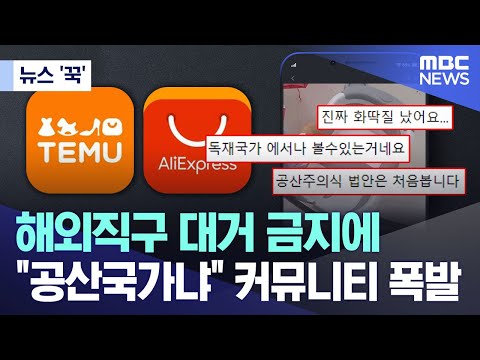 뉴스 '꾹'
MBC
NEWS
TEMU
AliExpress
진짜 화딱질 났어요...
독재국가 에서나 볼수있는거네요
공산주의식 법안은 처음봅니다
해외직구 대거 금지에
"공산국가냐" 커뮤니티 폭발